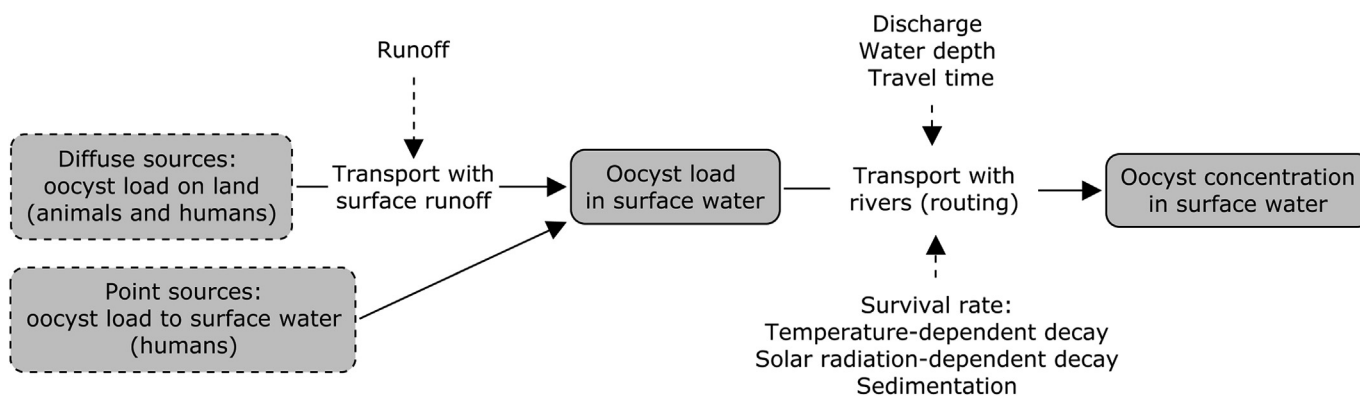 Discharge
Water depth
Travel time
Runoff
Diffuse sources:
oocyst load on land
(animals and humans)
Transport with
surface runoff
Oocyst load
in surface water
Transport with
rivers (routing)
Oocyst concentration
in surface water
Point sources:
oocyst load to surface water
(humans)
Survival rate:
Temperature-dependent decay
Solar radiation-dependent decay
Sedimentation